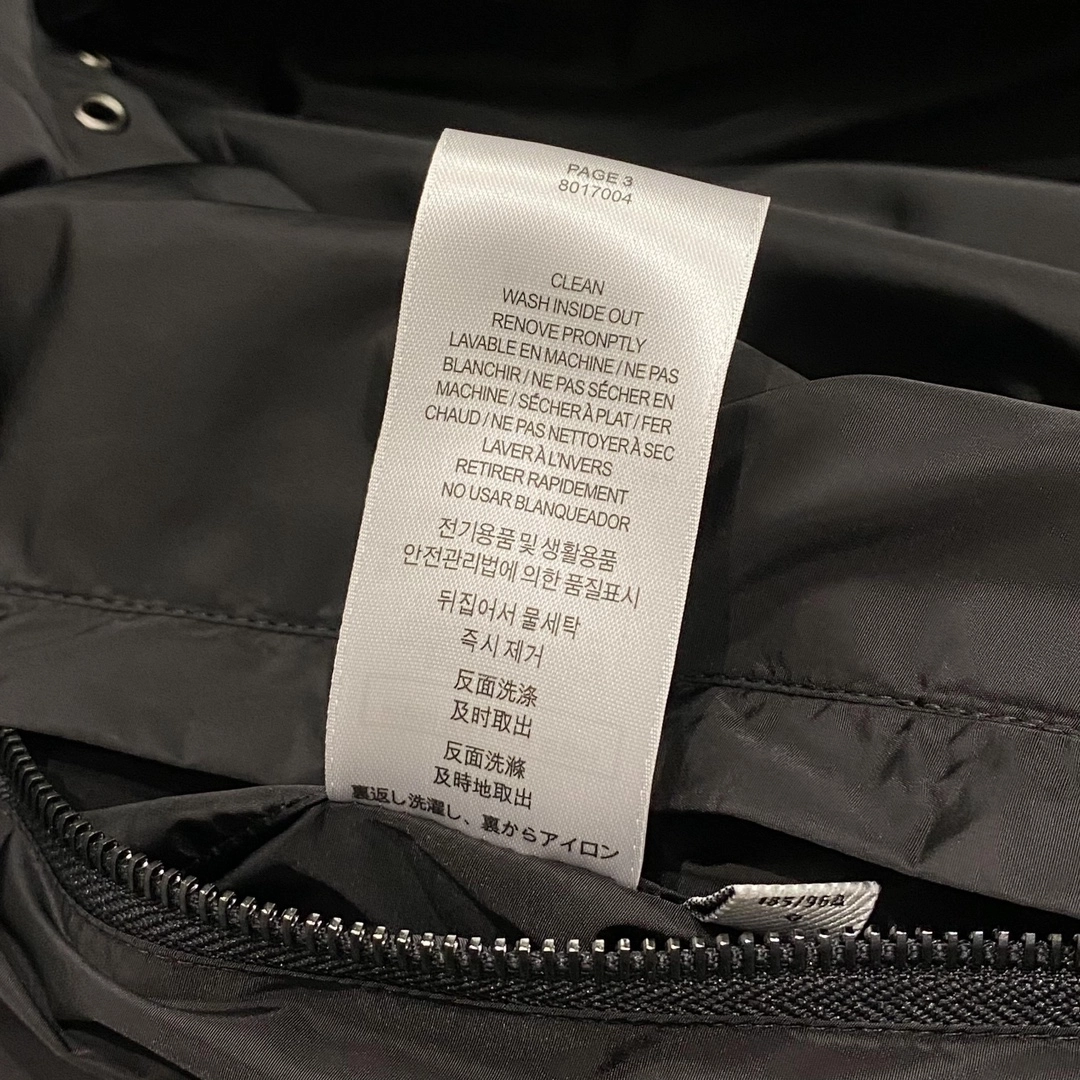 PAGE 3
8017004
CLEAN
WASH INSIDE OUT
RENOVE PRONPTLY
LAVABLE EN MACHINE / NE PAS
BLANCHIR / NE PAS SÉCHER EN
MACHINE / SÉCHER À PLAT / FER
CHAUD / NE PAS NETTOYER À SEC
LAVER À L'NVERS
RETIRER RAPIDEMENT
NO USAR BLANQUEADOR
전기용품 및 생활용품
안전관리법에 의한 품질표시
뒤집어서 물세탁
즉시 제거
反面洗涤
及时取出
反面洗滌
及時地取出
裏返し洗濯し、裏からアイロン
185/96A